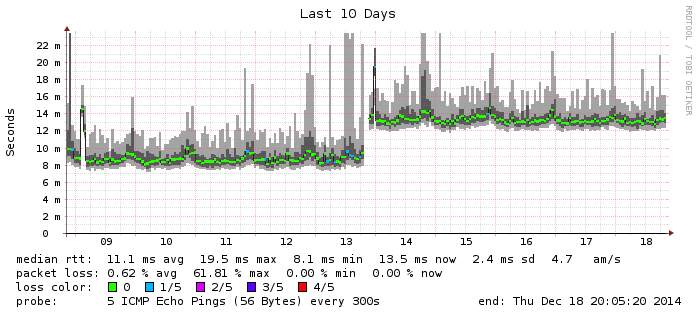 Last 10 Days
RRDTOOL / TOBI OETIKER
Seconds
22 m
20 m
18 m
16 m
14 m
12 m
10 m
8 m
6 m
4 m
2 m
0
09 10 11 12 13 14 15 16 17 18
median rtt: 11.1 ms avg 19.5 ms max 8.1 ms min 13.5 ms now 2.4 ms sd 4.7 am/s
packet loss: 0.62 % avg 61.81 % max 0.00 % min 0.00 % now
loss color: 0 1/5 2/5 3/5 4/5
probe: 5 ICMP Echo Pings (56 Bytes) every 300s end: Thu Dec 18 20:05:20 2014